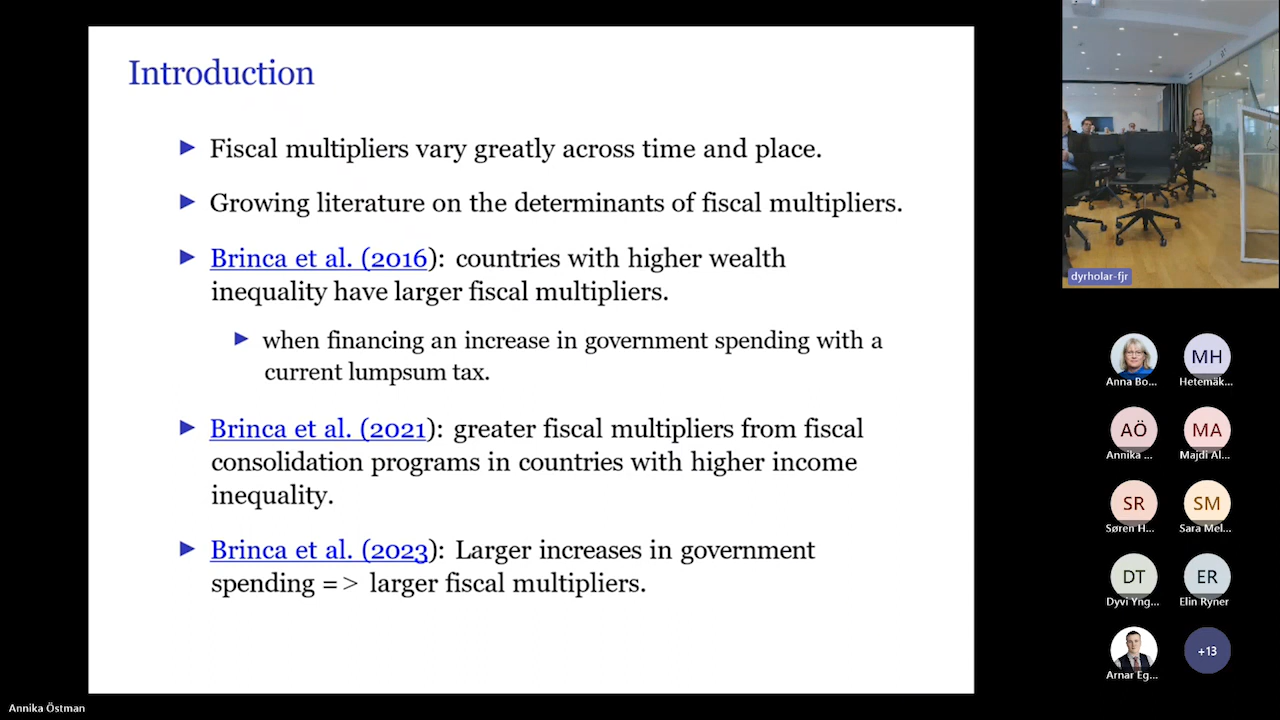 Introduction
Fiscal multipliers vary greatly across time and place.
Growing literature on the determinants of fiscal multipliers.
Brinca et al. (2016): countries with higher wealth
inequality have larger fiscal multipliers.
when financing an increase in government spending with a
current lumpsum tax.
Brinca et al. (2021): greater fiscal multipliers from fiscal
consolidation programs in countries with higher income
inequality.
Brinca et al. (2023): Larger increases in government
spending => larger fiscal multipliers.
dyrholar-fjr
Anna Bo...
MH
Hetemäk...
AÖ
Annika ...
MA
Majdi Al...
SR
Søren H...
SM
Sara Mel...
DT
Dyvi Yng...
ER
Elin Ryner
Arnar Eg...
+13
Annika Östman